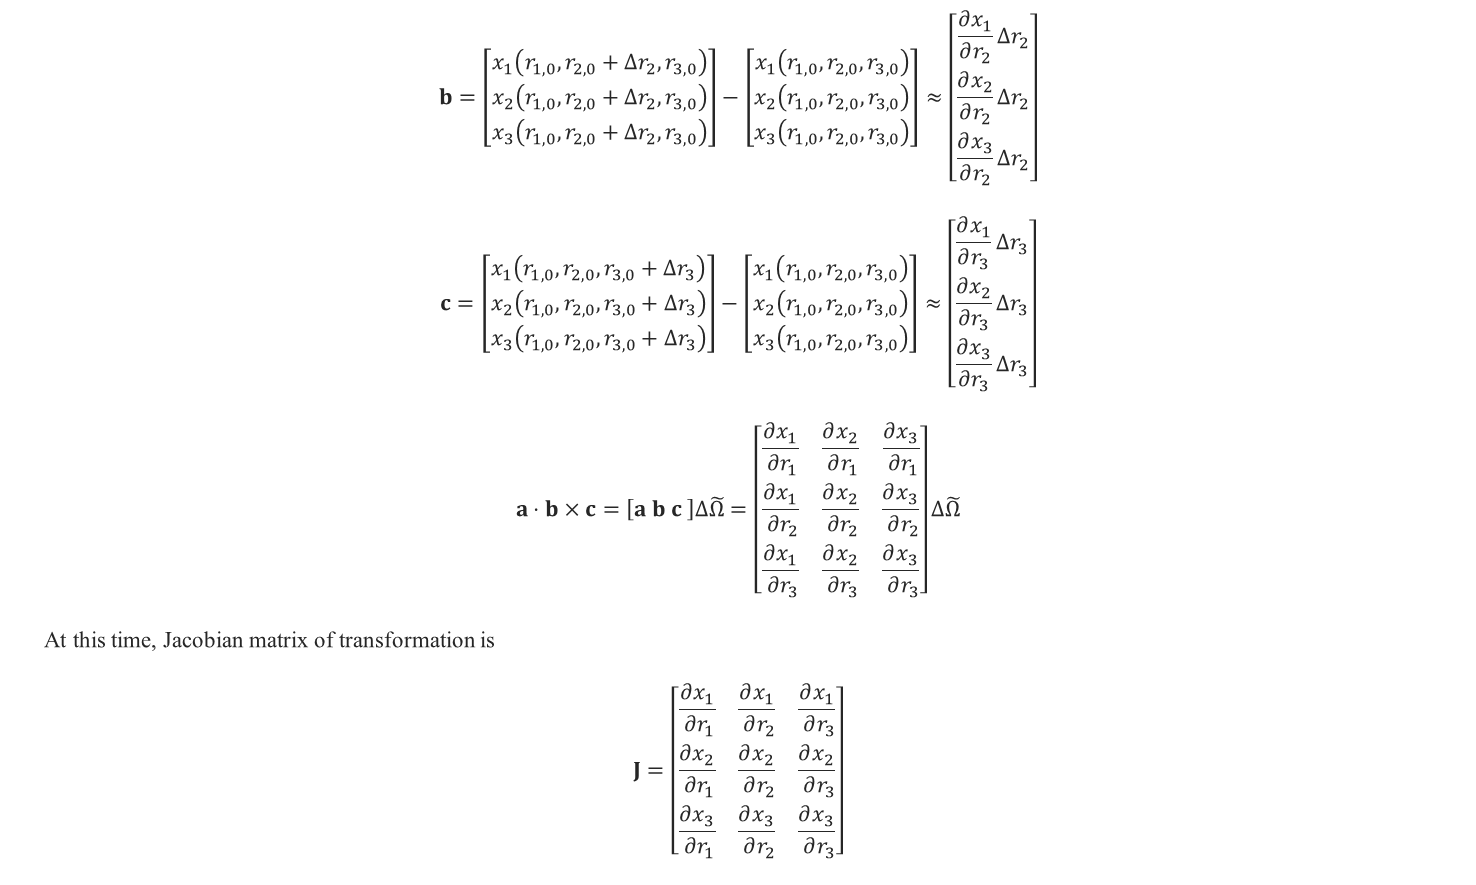 b = [x₁(r₁,₀, r₂,₀ + Δr₂, r₃,₀) x₂(r₁,₀, r₂,₀ + Δr₂, r₃,₀) x₃(r₁,₀, r₂,₀ + Δr₂, r₃,₀)] − [x₁(r₁,₀, r₂,₀, r₃,₀) x₂(r₁,₀, r₂,₀, r₃,₀) x₃(r₁,₀, r₂,₀, r₃,₀)] ≈ [∂x₁/∂r₂ Δr₂ ∂x₂/∂r₂ Δr₂ ∂x₃/∂r₂ Δr₂]
c = [x₁(r₁,₀, r₂,₀, r₃,₀ + Δr₃) x₂(r₁,₀, r₂,₀, r₃,₀ + Δr₃) x₃(r₁,₀, r₂,₀, r₃,₀ + Δr₃)] − [x₁(r₁,₀, r₂,₀, r₃,₀) x₂(r₁,₀, r₂,₀, r₃,₀) x₃(r₁,₀, r₂,₀, r₃,₀)] ≈ [∂x₁/∂r₃ Δr₃ ∂x₂/∂r₃ Δr₃ ∂x₃/∂r₃ Δr₃]
a · b × c = [a b c ]ΔΩ̃ = [∂x₁/∂r₁ ∂x₂/∂r₁ ∂x₃/∂r₁ ∂x₁/∂r₂ ∂x₂/∂r₂ ∂x₃/∂r₂ ∂x₁/∂r₃ ∂x₂/∂r₃ ∂x₃/∂r₃] ΔΩ̃
At this time, Jacobian matrix of transformation is
J = [∂x₁/∂r₁ ∂x₁/∂r₂ ∂x₁/∂r₃ ∂x₂/∂r₁ ∂x₂/∂r₂ ∂x₂/∂r₃ ∂x₃/∂r₁ ∂x₃/∂r₂ ∂x₃/∂r₃]